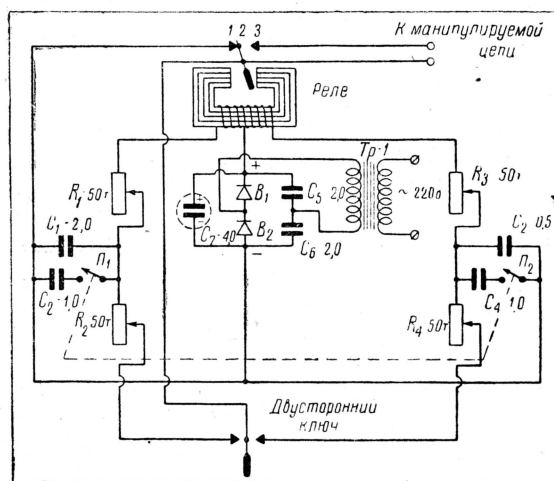 1 2 3
К манипулируемой
цепи
Реле
Тр-1
+
R₁ 50т
B₁
C₅
2,0
~ 220в
R₃ 50т
C₁ - 2,0
C₇ - 40
B₂
C₆ 2,0
C₂ 0,5
C₂ - 1,0
П₁
П₂
C₄ 1,0
R₂ 50т
R₄ 50т
Двусторонний
ключ